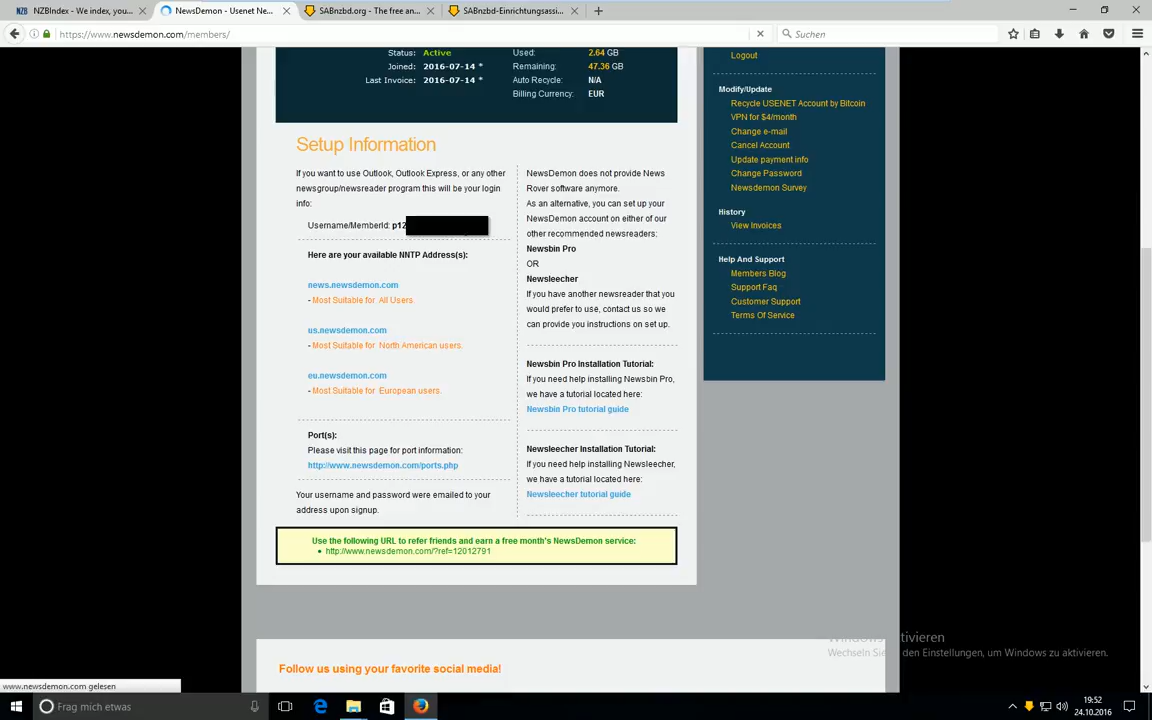 NZBIndex - We index, you...
NewsDemon - Usenet Ne...
SABnzbd.org - The free an...
SABnzbd-Einrichtungsassi...
https://www.newsdemon.com/members/
Suchen
Status: Active
Joined: 2016-07-14 *
Last Invoice: 2016-07-14 *
Used: 2.64 GB
Remaining: 47.36 GB
Auto Recycle: N/A
Billing Currency: EUR
Setup Information
If you want to use Outlook, Outlook Express, or any other
newsgroup/newsreader program this will be your login
info:
Username/MemberId: p12
Here are your available NNTP Address(s):
news.newsdemon.com
- Most Suitable for All Users.
us.newsdemon.com
- Most Suitable for North American users.
eu.newsdemon.com
- Most Suitable for European users.
Port(s):
Please visit this page for port information:
http://www.newsdemon.com/ports.php
Your username and password were emailed to your
address upon signup.
NewsDemon does not provide News
Rover software anymore.
As an alternative, you can set up your
NewsDemon account on either of our
other recommended newsreaders:
Newsbin Pro
OR
Newsleecher
If you have another newsreader that you
would prefer to use, contact us so we
can provide you instructions on set up.
Newsbin Pro Installation Tutorial:
If you need help installing Newsbin Pro,
we have a tutorial located here:
Newsbin Pro tutorial guide
Newsleecher Installation Tutorial:
If you need help installing Newsleecher,
we have a tutorial located here:
Newsleecher tutorial guide
Use the following URL to refer friends and earn a free month's NewsDemon service:
• http://www.newsdemon.com/?ref=12012791
Logout
Modify/Update
Recycle USENET Account by Bitcoin
VPN for $4/month
Change e-mail
Cancel Account
Update payment info
Change Password
Newsdemon Survey
History
View Invoices
Help And Support
Members Blog
Support Faq
Customer Support
Terms Of Service
Follow us using your favorite social media!
Windows aktivieren
Wechseln Sie den Einstellungen, um Windows zu aktivieren.
www.newsdemon.com gelesen
Frag mich etwas
19:52
24.10.2016